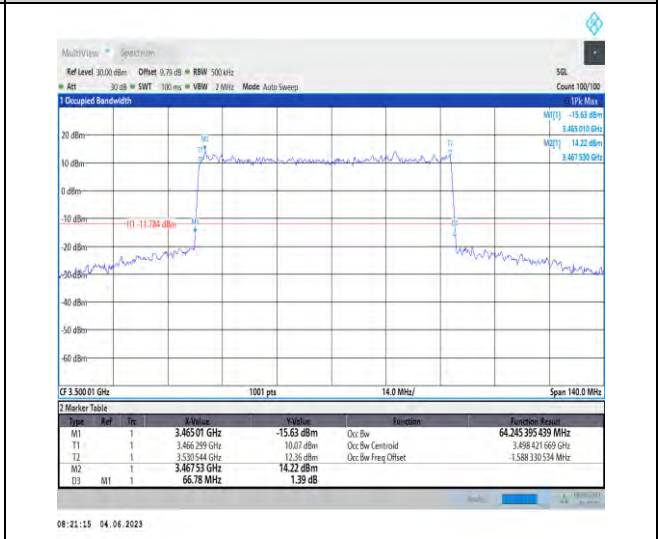 MultiView Spectrum
Ref Level 30.00 dBm Offset 9.79 dB RBW 500 kHz SGL
Att 30 dB SWT 100 ms VBW 2 MHz Mode Auto Sweep Count 100/100
1 Occupied Bandwidth 1Pk Max
M1[1] -15.63 dBm
3.465 010 GHz
20 dBm M2[1] 14.22 dBm
3.467 530 GHz
M2
T1 T2
10 dBm
0 dBm
-10 dBm
H1 -11.784 dBm M1 D3
-20 dBm
-30 dBm
-40 dBm
-50 dBm
-60 dBm
CF 3.500 01 GHz 1001 pts 14.0 MHz/ Span 140.0 MHz
2 Marker Table
Type Ref Trc X-Value Y-Value Function Function Result
M1 1 3.465 01 GHz -15.63 dBm Occ Bw 64.245 395 439 MHz
T1 1 3.466 299 GHz 10.07 dBm Occ Bw Centroid 3.498 421 669 GHz
T2 1 3.530 544 GHz 12.36 dBm Occ Bw Freq Offset -1.588 330 534 MHz
M2 1 3.467 53 GHz 14.22 dBm
D3 M1 1 66.78 MHz 1.39 dB
08:21:15 04.06.2023